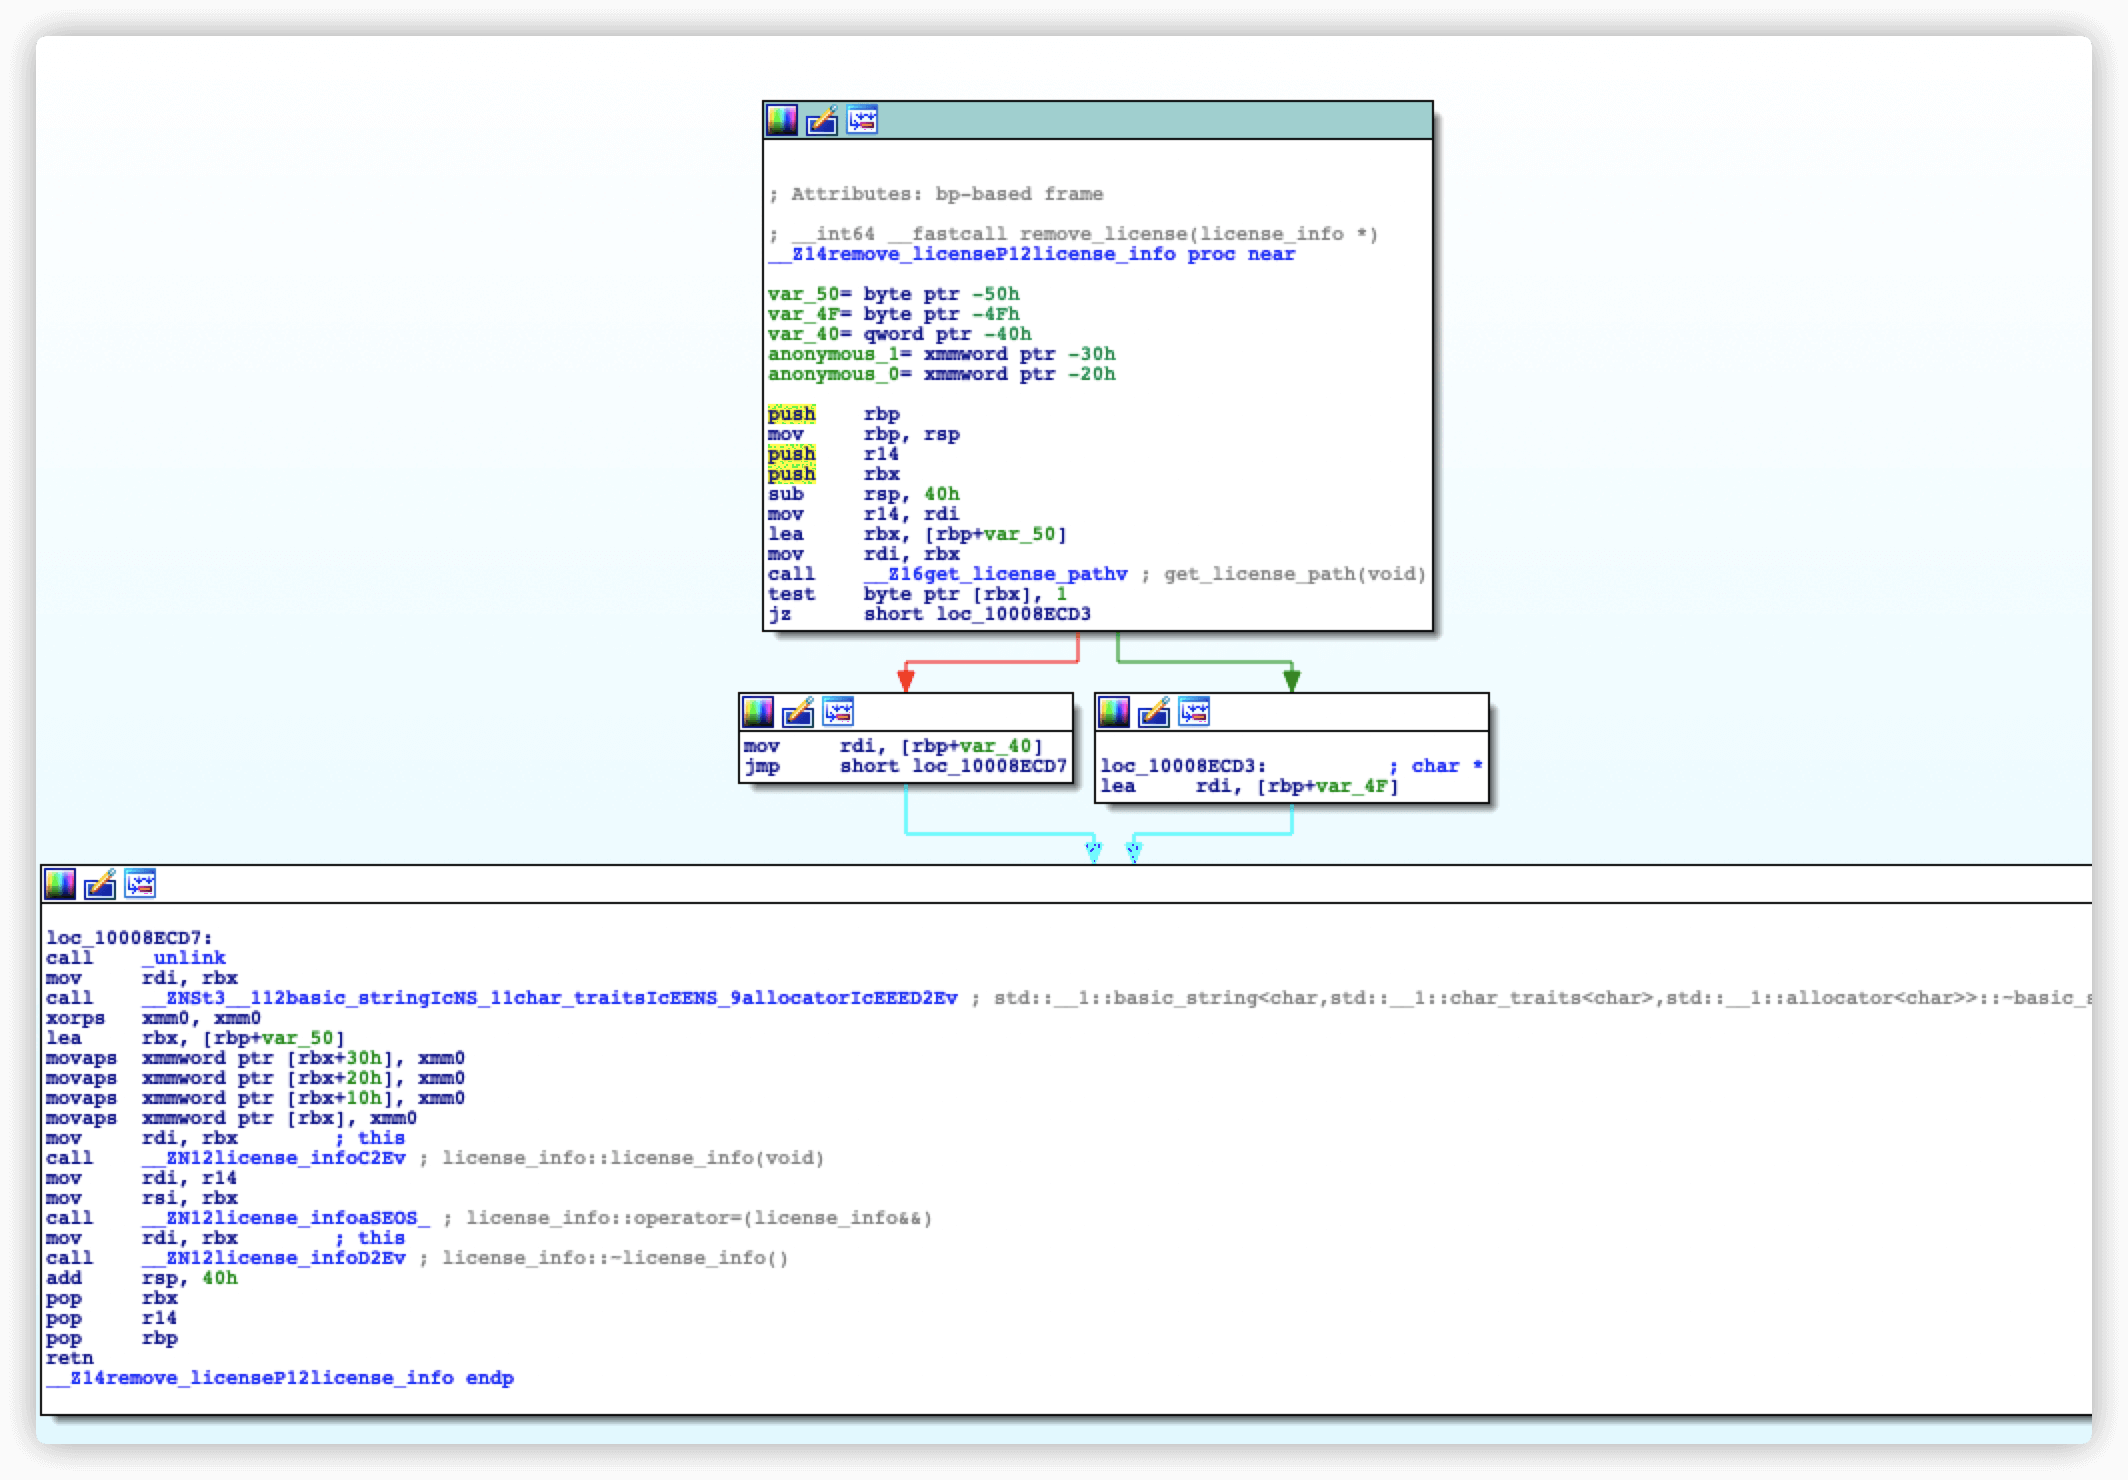 ; Attributes: bp-based frame
; __int64 __fastcall remove_license(license_info *)
__Z14remove_licenseP12license_info proc near
var_50= byte ptr -50h
var_4F= byte ptr -4Fh
var_40= qword ptr -40h
anonymous_1= xmmword ptr -30h
anonymous_0= xmmword ptr -20h
push rbp
mov rbp, rsp
push r14
push rbx
sub rsp, 40h
mov r14, rdi
lea rbx, [rbp+var_50]
mov rdi, rbx
call __Z16get_license_pathv ; get_license_path(void)
test byte ptr [rbx], 1
jz short loc_10008ECD3
mov rdi, [rbp+var_40]
jmp short loc_10008ECD7
loc_10008ECD3: ; char *
lea rdi, [rbp+var_4F]
loc_10008ECD7:
call _unlink
mov rdi, rbx
call __ZNSt3__112basic_stringIcNS_11char_traitsIcEENS_9allocatorIcEEED2Ev ; std::__1::basic_string<char,std::__1::char_traits<char>,std::__1::allocator<char>>::~basic_s
xorps xmm0, xmm0
lea rbx, [rbp+var_50]
movaps xmmword ptr [rbx+30h], xmm0
movaps xmmword ptr [rbx+20h], xmm0
movaps xmmword ptr [rbx+10h], xmm0
movaps xmmword ptr [rbx], xmm0
mov rdi, rbx ; this
call __ZN12license_infoC2Ev ; license_info::license_info(void)
mov rdi, r14
mov rsi, rbx
call __ZN12license_infoaSEOS_ ; license_info::operator=(license_info&&)
mov rdi, rbx ; this
call __ZN12license_infoD2Ev ; license_info::~license_info()
add rsp, 40h
pop rbx
pop r14
pop rbp
retn
__Z14remove_licenseP12license_info endp